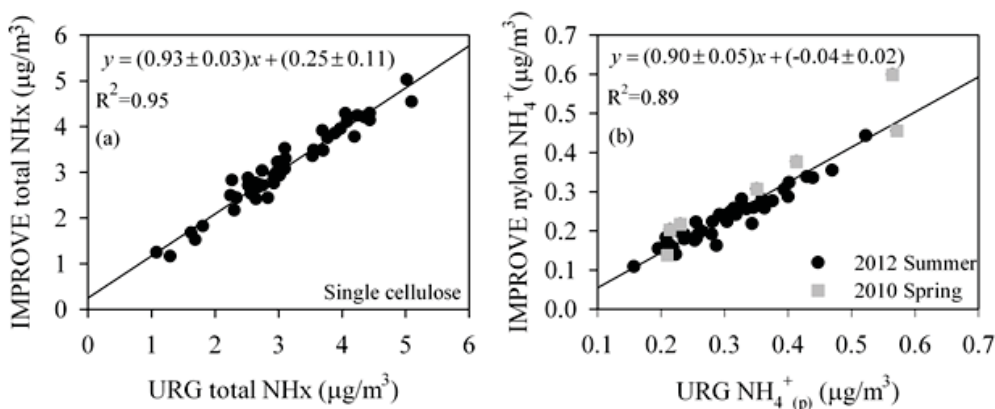 IMPROVE total NHx (µg/m³)
6
5
4
3
2
1
0
y = (0.93±0.03)x+(0.25±0.11)
R²=0.95
(a)
Single cellulose
0 1 2 3 4 5 6
URG total NHx (µg/m³)
IMPROVE nylon NH₄⁺ (µg/m³)
0.7
0.6
0.5
0.4
0.3
0.2
0.1
0.0
y = (0.90±0.05)x+(-0.04±0.02)
R²=0.89
(b)
2012 Summer
2010 Spring
0.1 0.2 0.3 0.4 0.5 0.6 0.7
URG NH₄⁺(p) (µg/m³)